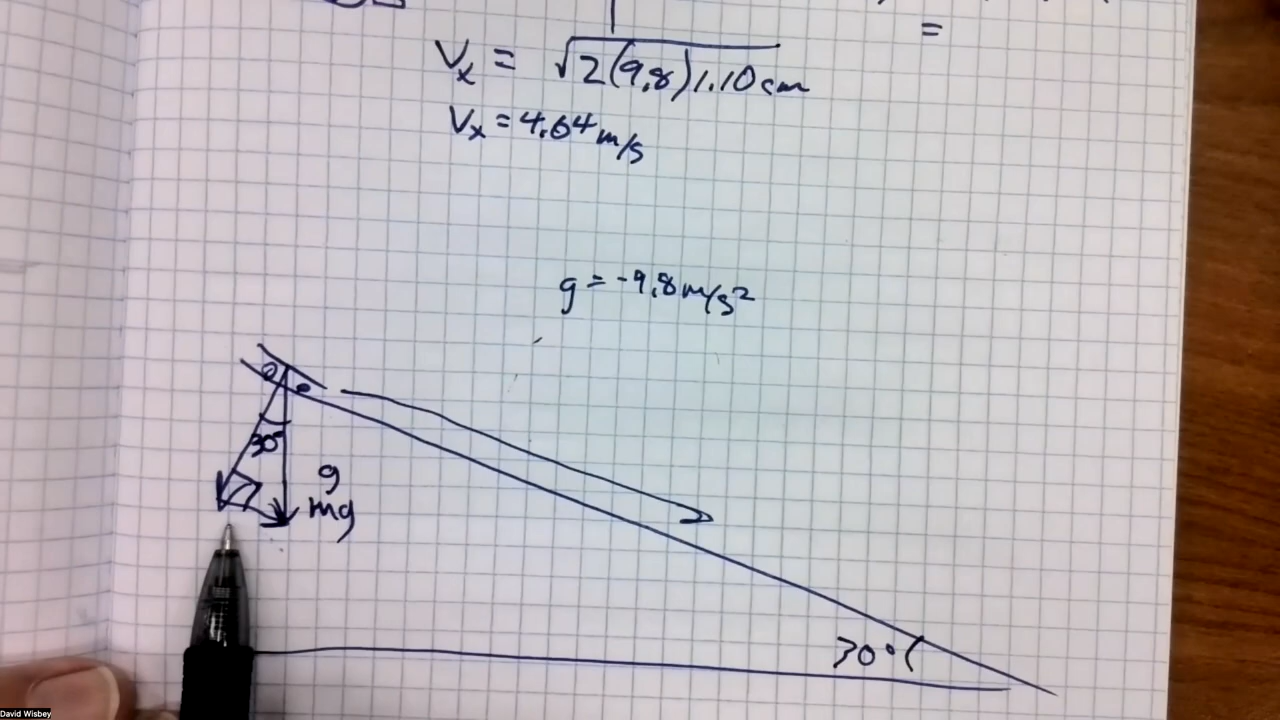 =
Vx = √2(9.8)1.10cm
Vx = 4.64 m/s
g = -9.8 m/s²
30°
g
mg
30°
David Wisbey